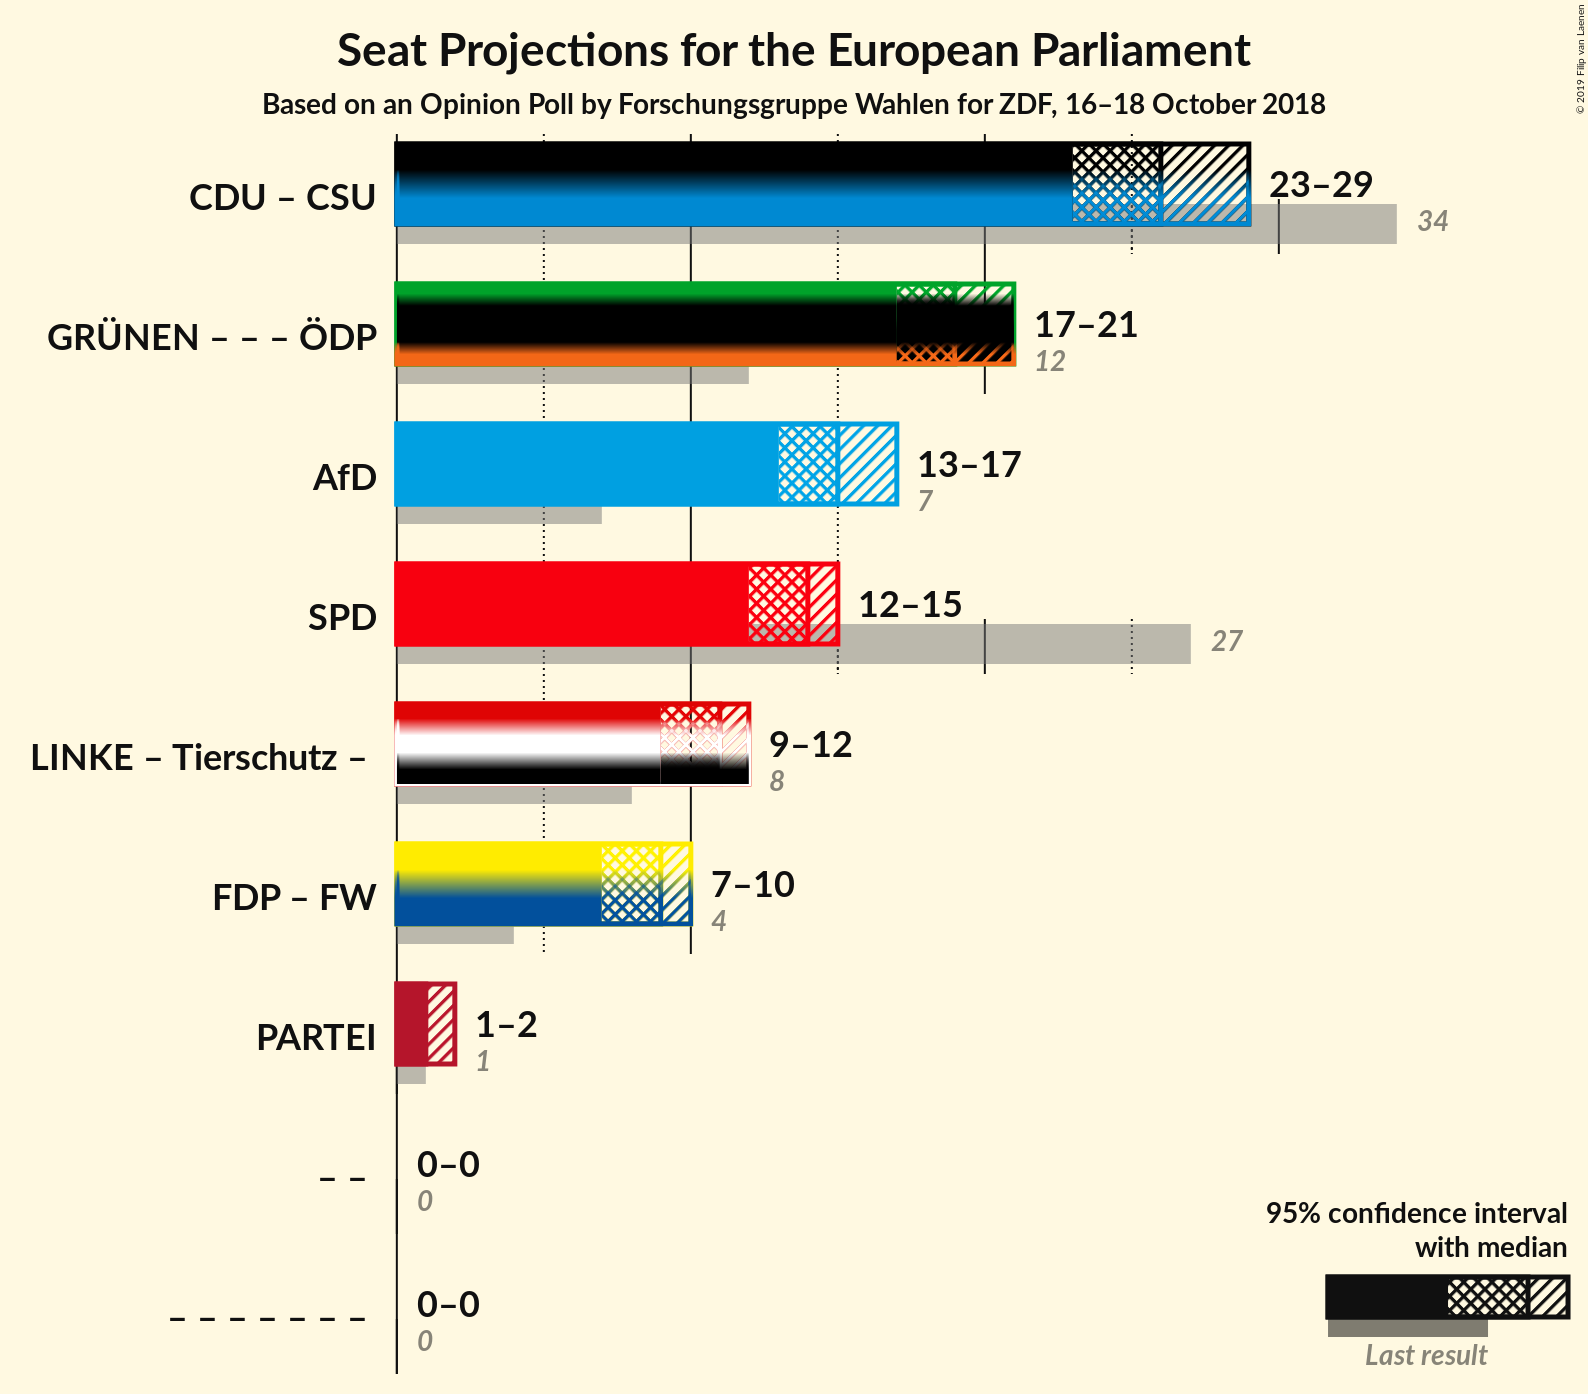 Seat Projections for the European Parliament
Based on an Opinion Poll by Forschungsgruppe Wahlen for ZDF, 16–18 October 2018
© 2019 Filip van Laenen
CDU – CSU
23–29
34
GRÜNEN – – – ÖDP
17–21
12
AfD
13–17
7
SPD
12–15
27
LINKE – Tierschutz –
9–12
8
FDP – FW
7–10
4
PARTEI
1–2
1
– –
0–0
0
– – – – – – –
0–0
0
95% confidence interval
with median
Last result